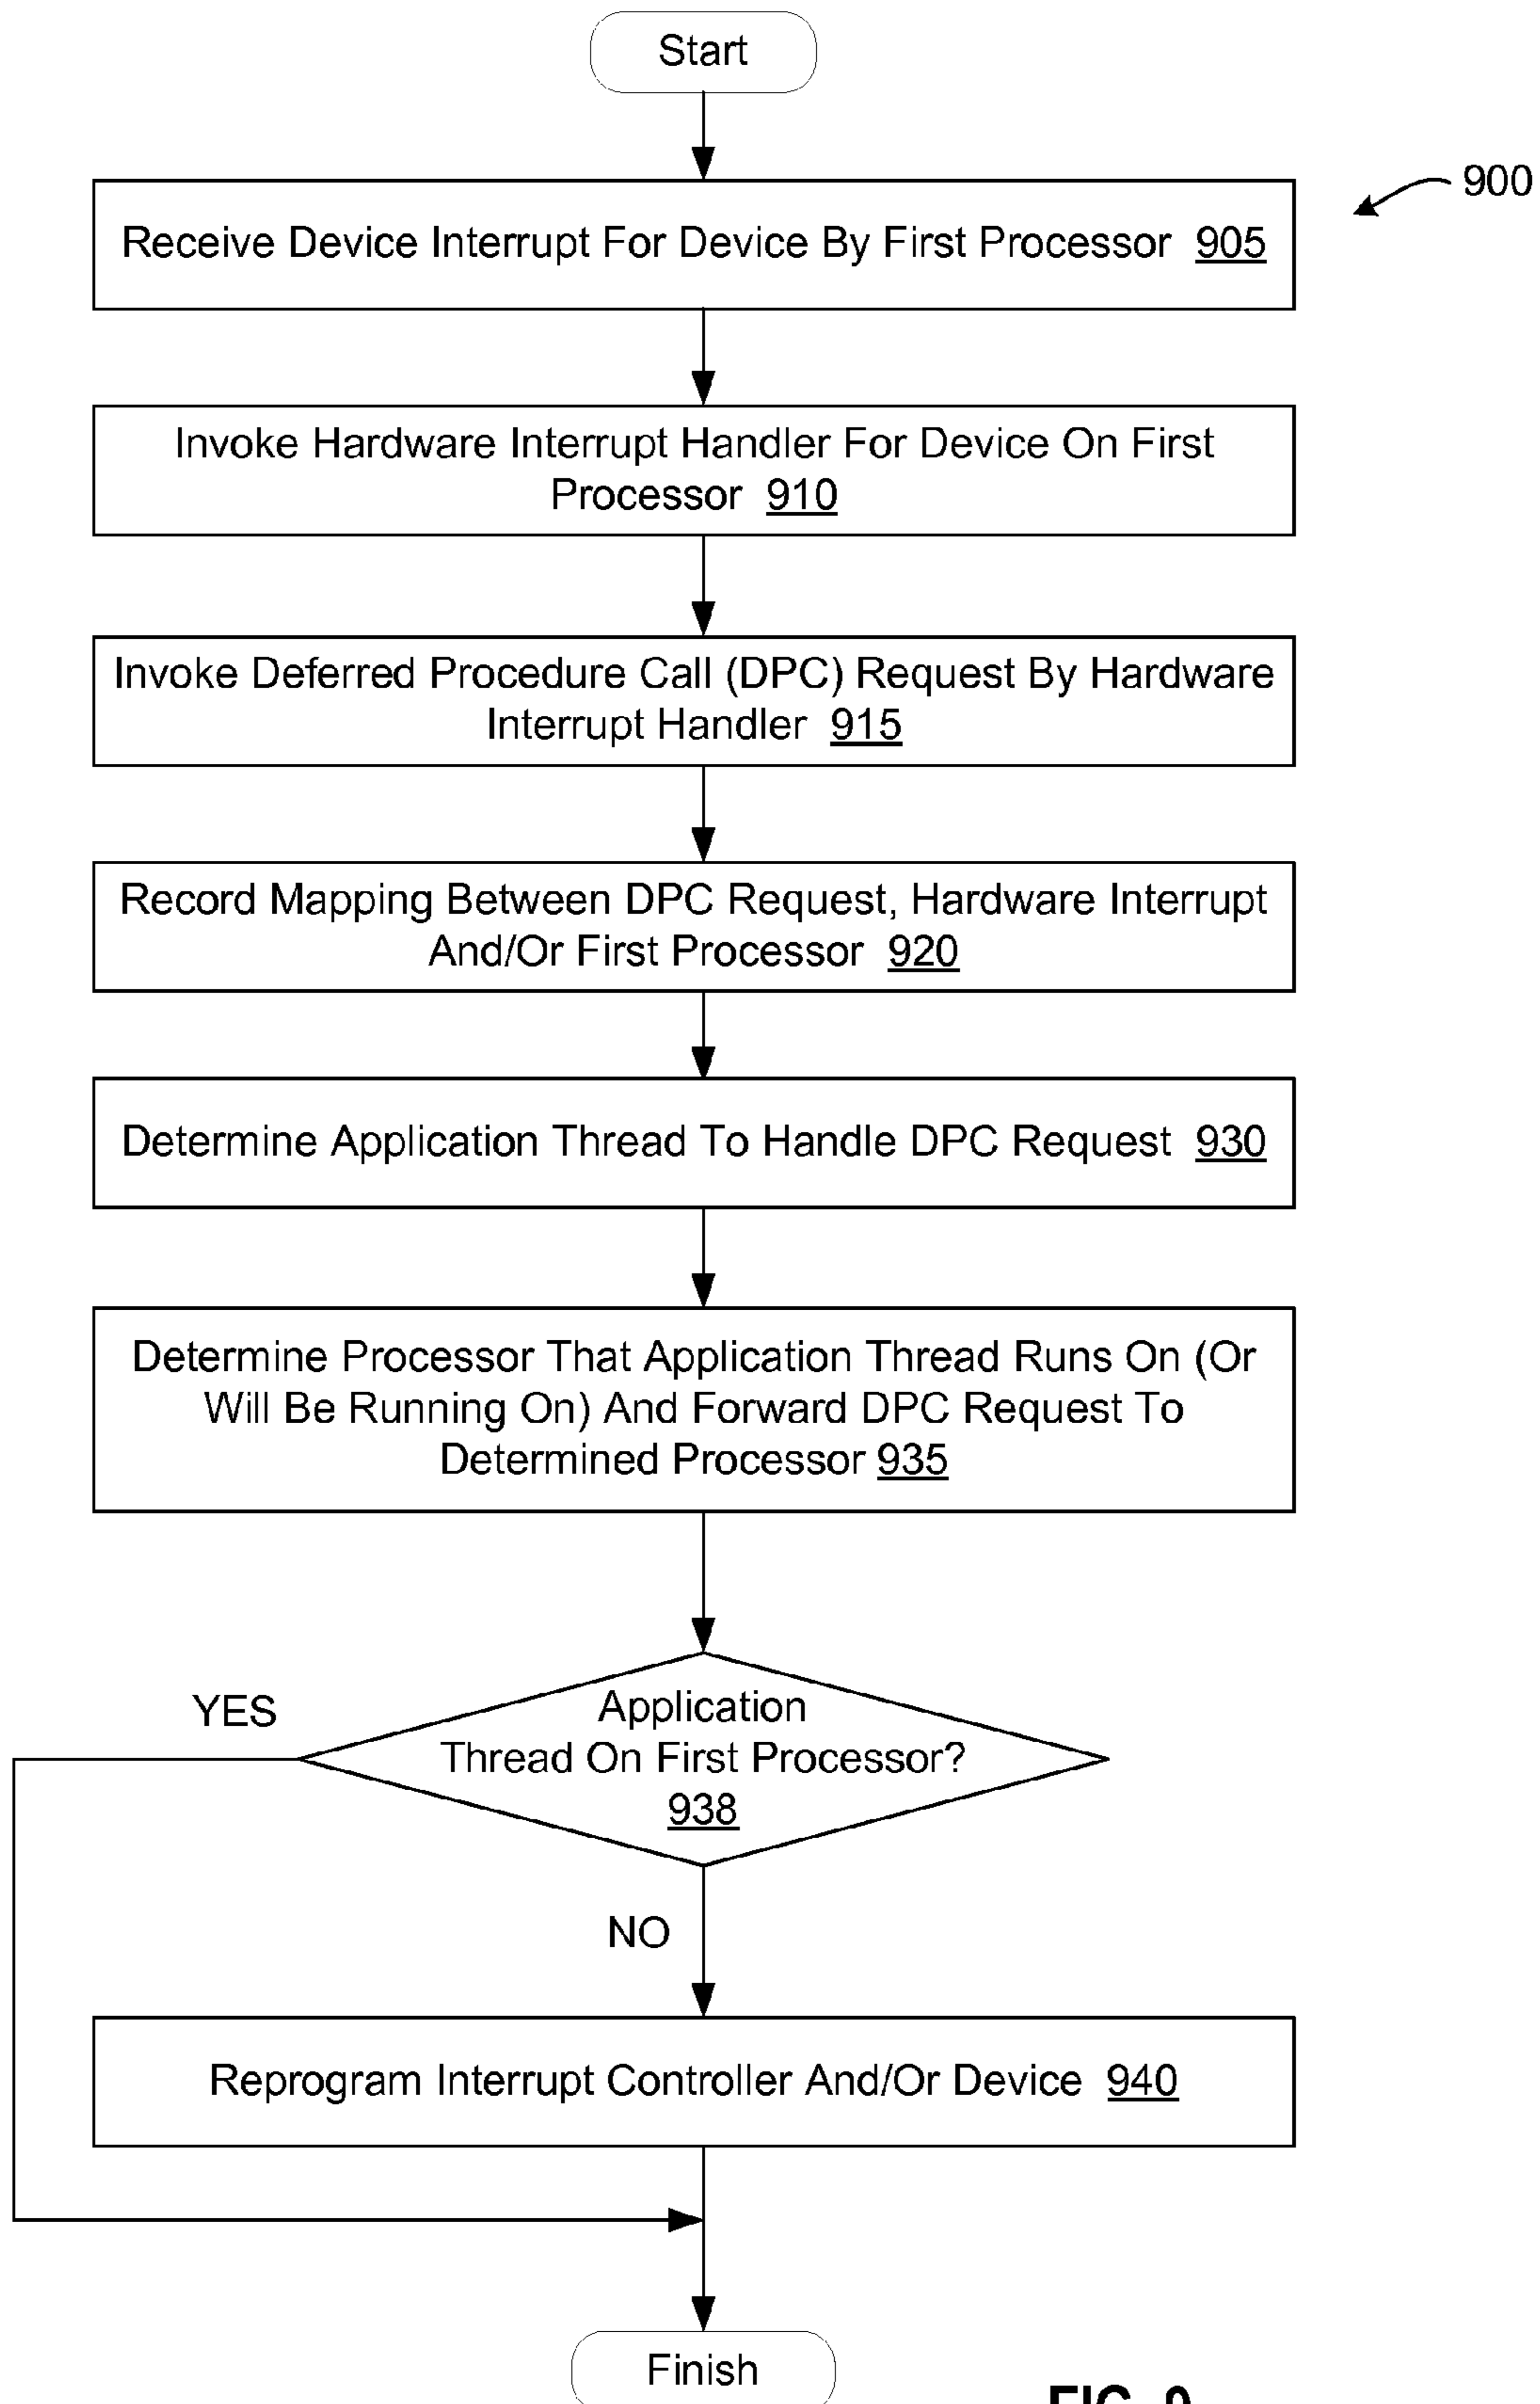 Start
900
Receive Device Interrupt For Device By First Processor 905
Invoke Hardware Interrupt Handler For Device On First
Processor 910
Invoke Deferred Procedure Call (DPC) Request By Hardware
Interrupt Handler 915
Record Mapping Between DPC Request, Hardware Interrupt
And/Or First Processor 920
Determine Application Thread To Handle DPC Request 930
Determine Processor That Application Thread Runs On (Or
Will Be Running On) And Forward DPC Request To
Determined Processor 935
YES
Application
Thread On First Processor?
938
NO
Reprogram Interrupt Controller And/Or Device 940
Finish
FIG. 9